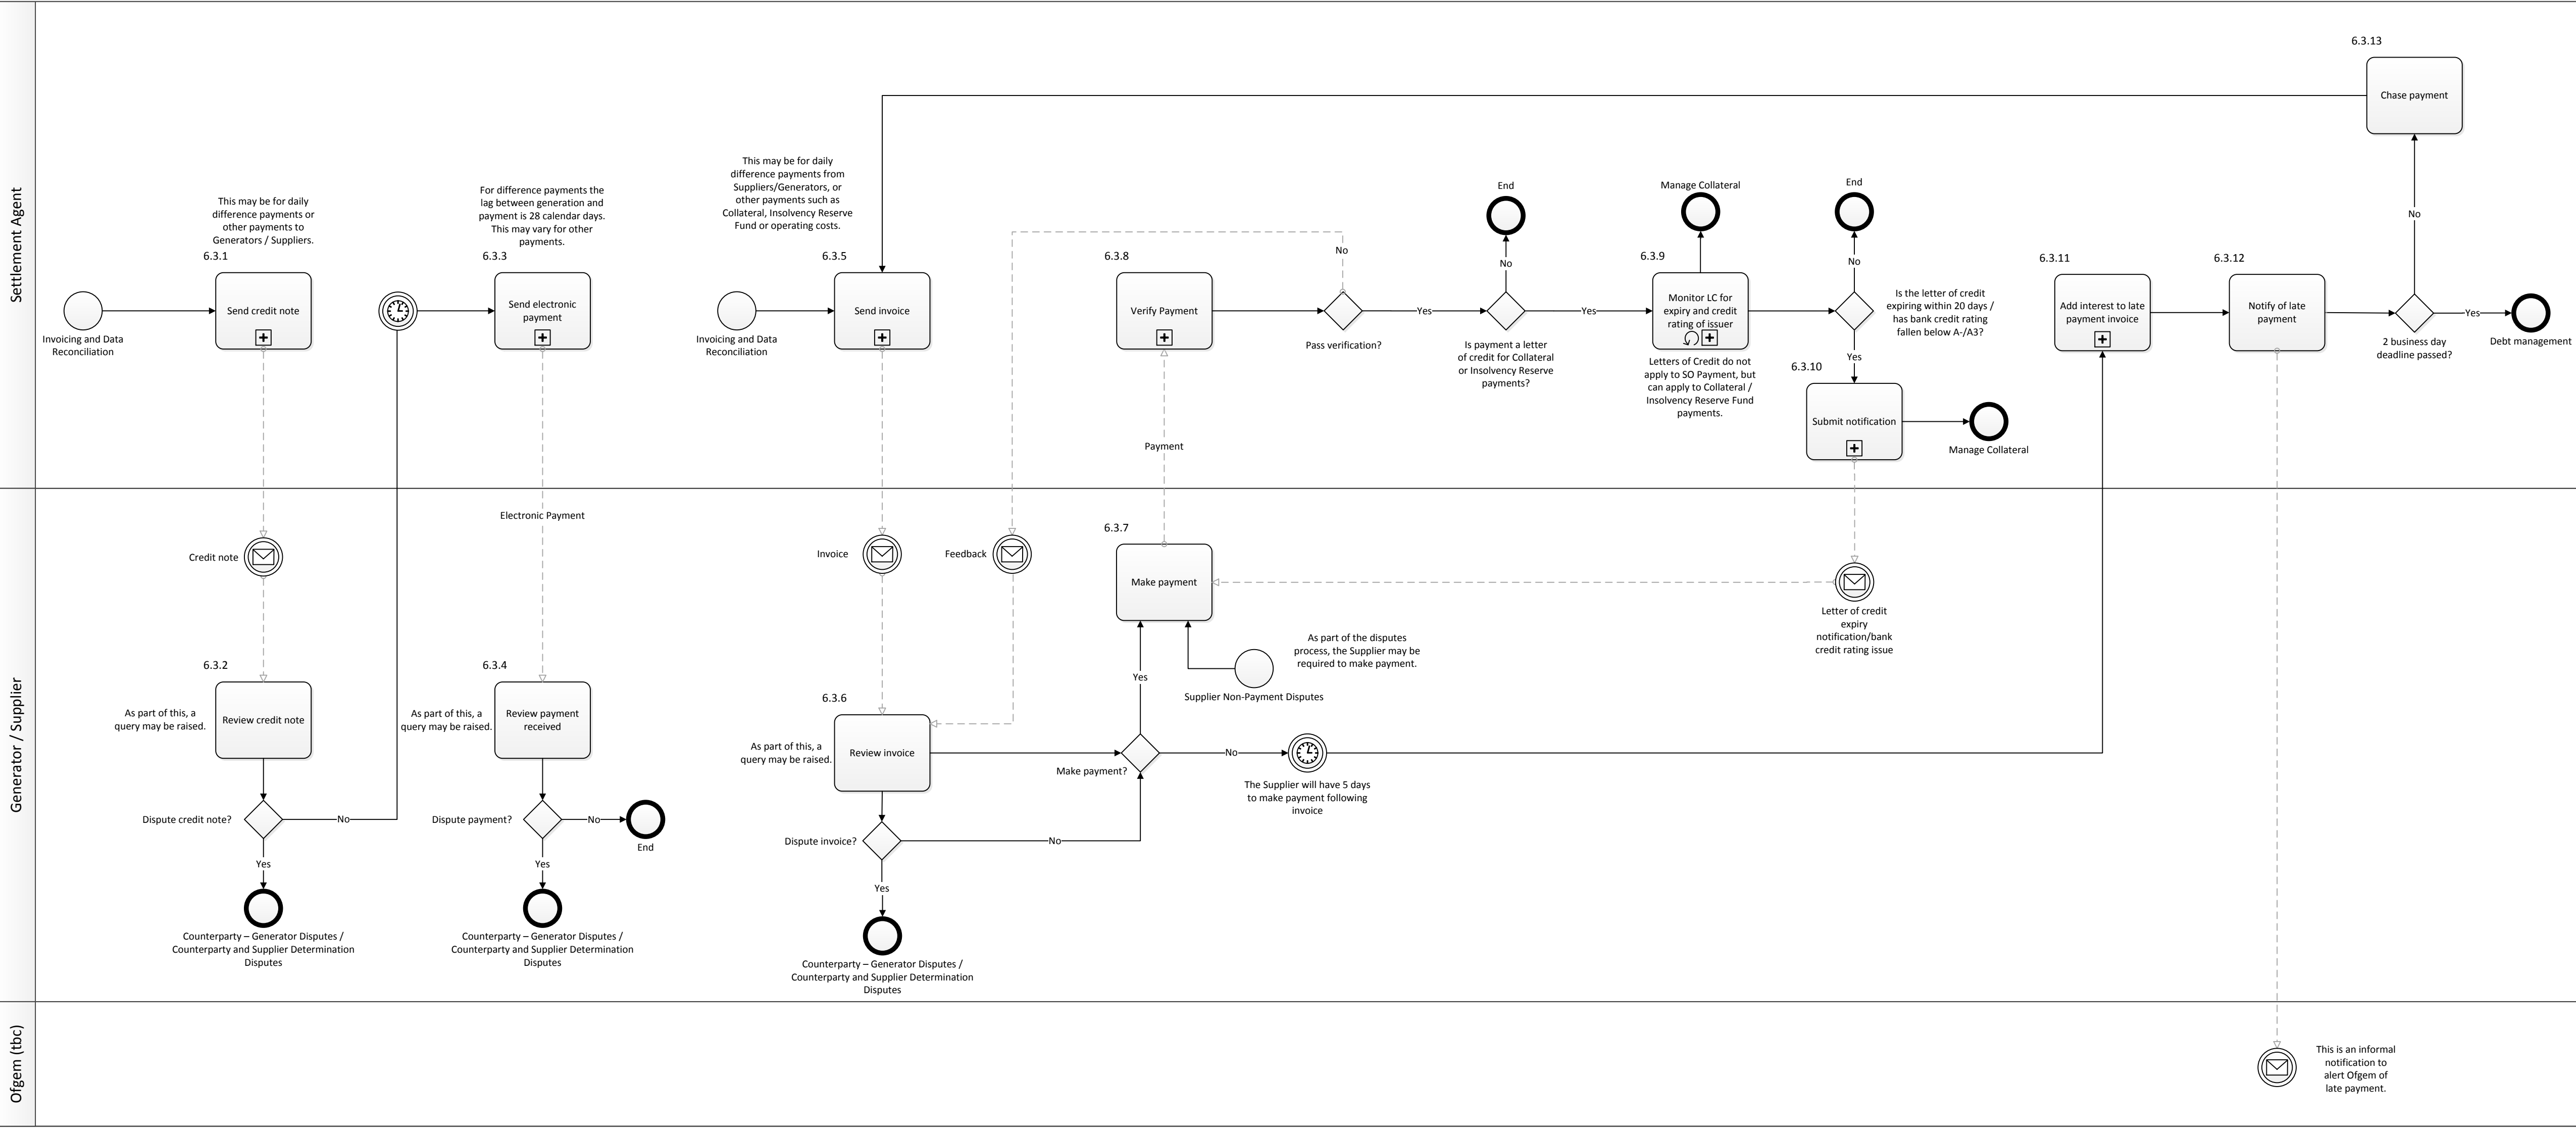 Settlement Agent
6.3.13
Chase payment
No
This may be for daily
difference payments or
other payments to
Generators / Suppliers.
6.3.1
Send credit note
Invoicing and Data
Reconciliation
For difference payments the
lag between generation and
payment is 28 calendar days.
This may vary for other
payments.
6.3.3
Send electronic
payment
This may be for daily
difference payments from
Suppliers/Generators, or
other payments such as
Collateral, Insolvency Reserve
Fund or operating costs.
6.3.5
Send invoice
Invoicing and Data
Reconciliation
6.3.8
Verify Payment
Payment
No
Pass verification?
Yes
End
No
Is payment a letter
of credit for Collateral
or Insolvency Reserve
payments?
Yes
Manage Collateral
6.3.9
Monitor LC for
expiry and credit
rating of issuer
Letters of Credit do not
apply to SO Payment, but
can apply to Collateral /
Insolvency Reserve Fund
payments.
End
No
Is the letter of credit
expiring within 20 days /
has bank credit rating
fallen below A-/A3?
Yes
6.3.10
Submit notification
Manage Collateral
6.3.11
Add interest to late
payment invoice
6.3.12
Notify of late
payment
2 business day
deadline passed?
Yes
Debt management
Generator / Supplier
Credit note
6.3.2
As part of this, a
query may be raised.
Review credit note
Dispute credit note?
No
Yes
Counterparty – Generator Disputes /
Counterparty and Supplier Determination
Disputes
Electronic Payment
6.3.4
As part of this, a
query may be raised.
Review payment
received
Dispute payment?
No
End
Yes
Counterparty – Generator Disputes /
Counterparty and Supplier Determination
Disputes
Invoice
Feedback
6.3.6
As part of this, a
query may be raised.
Review invoice
Dispute invoice?
No
Yes
Counterparty – Generator Disputes /
Counterparty and Supplier Determination
Disputes
6.3.7
Make payment
As part of the disputes
process, the Supplier may be
required to make payment.
Supplier Non-Payment Disputes
Yes
Make payment?
No
The Supplier will have 5 days
to make payment following
invoice
Letter of credit
expiry
notification/bank
credit rating issue
Ofgem (tbc)
This is an informal
notification to
alert Ofgem of
late payment.